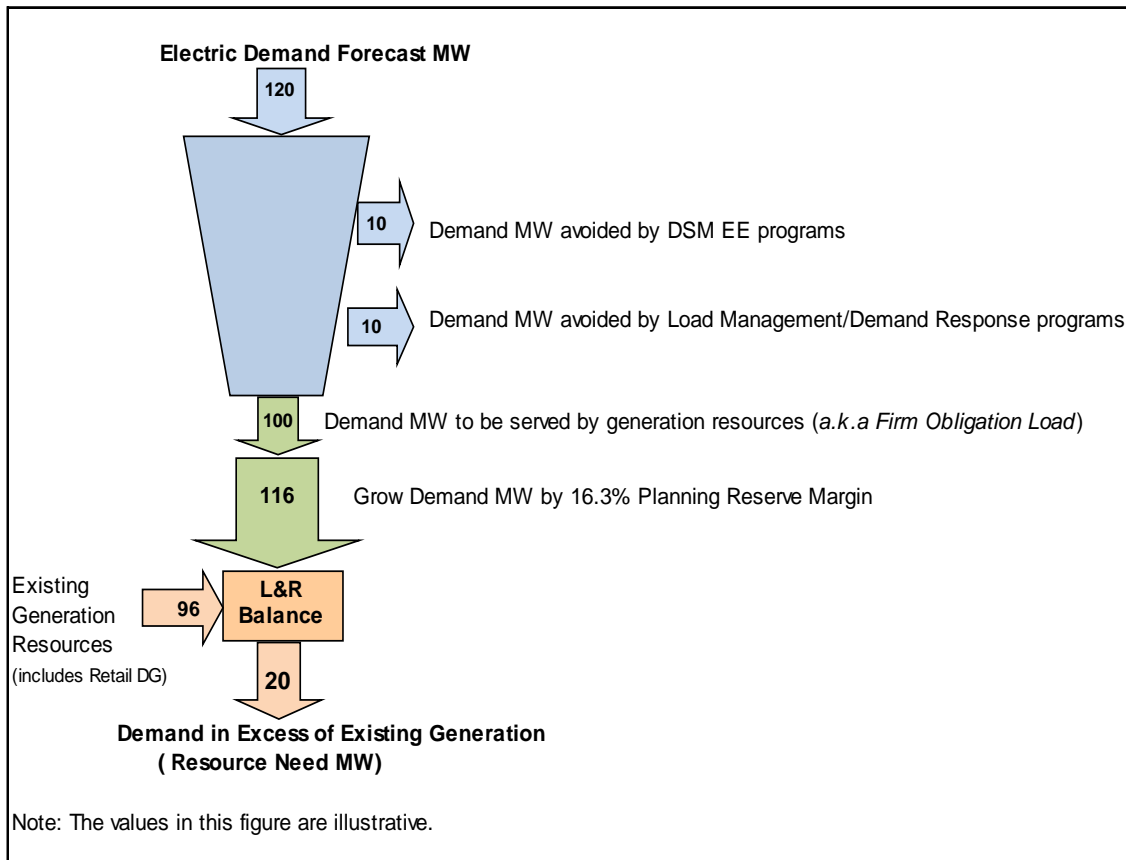 Electric Demand Forecast MW
120
10
Demand MW avoided by DSM EE programs
10
Demand MW avoided by Load Management/Demand Response programs
100
Demand MW to be served by generation resources (a.k.a Firm Obligation Load)
116
Grow Demand MW by 16.3% Planning Reserve Margin
Existing
Generation
Resources
(includes Retail DG)
96
L&R
Balance
20
Demand in Excess of Existing Generation
( Resource Need MW)
Note: The values in this figure are illustrative.